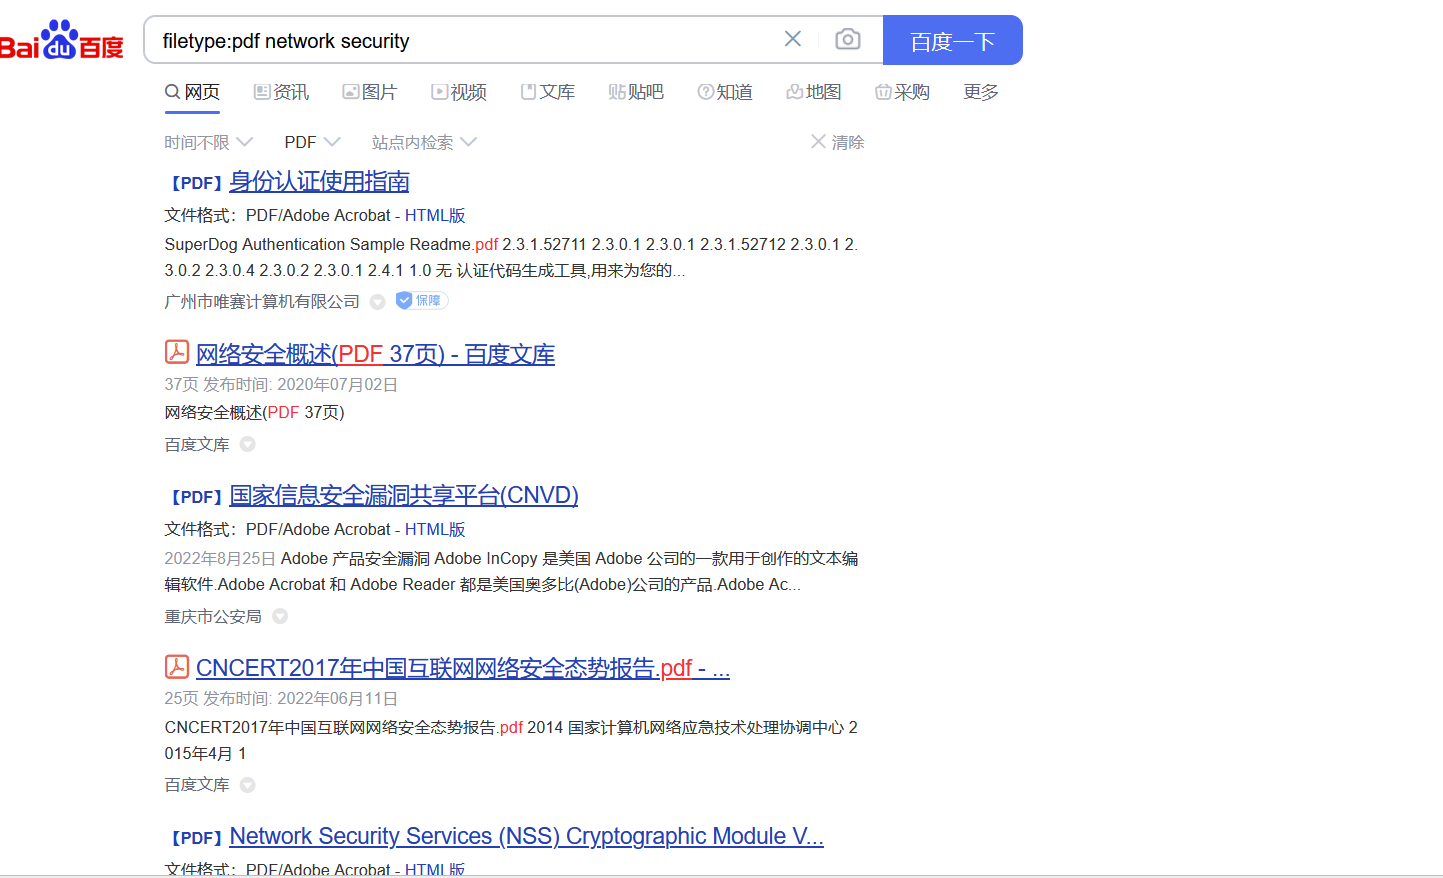 Bai du 百度
filetype:pdf network security
百度一下
网页 资讯 图片 视频 文库 贴吧 知道 地图 采购 更多
时间不限 PDF 站点内检索 清除
【PDF】身份认证使用指南
文件格式：PDF/Adobe Acrobat - HTML版
SuperDog Authentication Sample Readme.pdf 2.3.1.52711 2.3.0.1 2.3.0.1 2.3.1.52712 2.3.0.1 2.
3.0.2 2.3.0.4 2.3.0.2 2.3.0.1 2.4.1 1.0 无 认证代码生成工具,用来为您的...
广州市唯赛计算机有限公司 保障
网络安全概述(PDF 37页) - 百度文库
37页 发布时间: 2020年07月02日
网络安全概述(PDF 37页)
百度文库
【PDF】国家信息安全漏洞共享平台(CNVD)
文件格式：PDF/Adobe Acrobat - HTML版
2022年8月25日 Adobe 产品安全漏洞 Adobe InCopy 是美国 Adobe 公司的一款用于创作的文本编
辑软件.Adobe Acrobat 和 Adobe Reader 都是美国奥多比(Adobe)公司的产品.Adobe Ac...
重庆市公安局
CNCERT2017年中国互联网网络安全态势报告.pdf - ...
25页 发布时间: 2022年06月11日
CNCERT2017年中国互联网网络安全态势报告.pdf 2014 国家计算机网络应急技术处理协调中心 2
015年4月 1
百度文库
【PDF】Network Security Services (NSS) Cryptographic Module V...
文件格式：PDF/Adobe Acrobat - HTML版